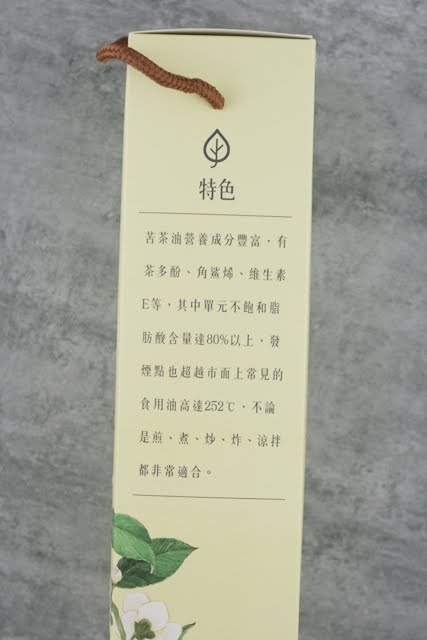 特色
苦茶油營養成分豐富，有
茶多酚、角鯊烯、維生素
E等，其中單元不飽和脂
肪酸含量達80%以上，發
煙點也超越市面上常見的
食用油高達252℃，不論
是煎、煮、炒、炸、涼拌
都非常適合。